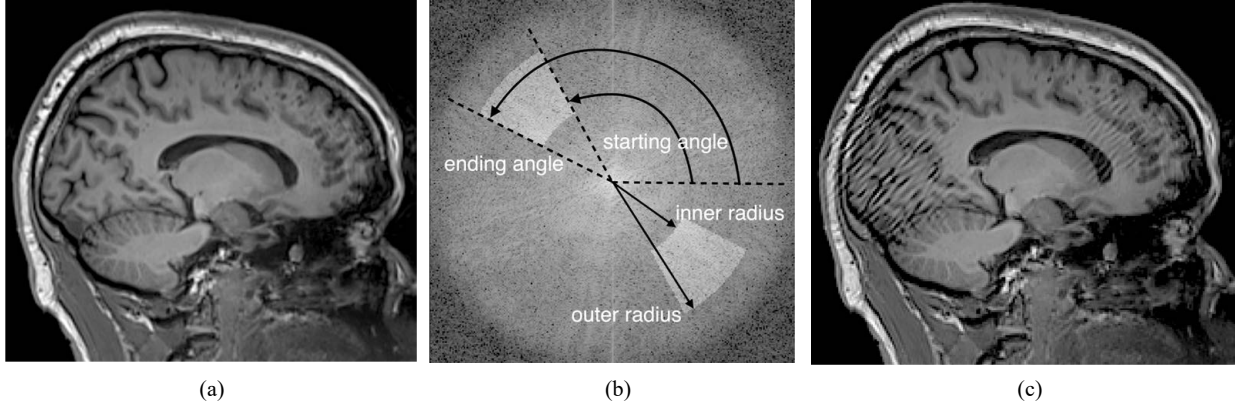 starting angle
ending angle
inner radius
outer radius
(a)
(b)
(c)